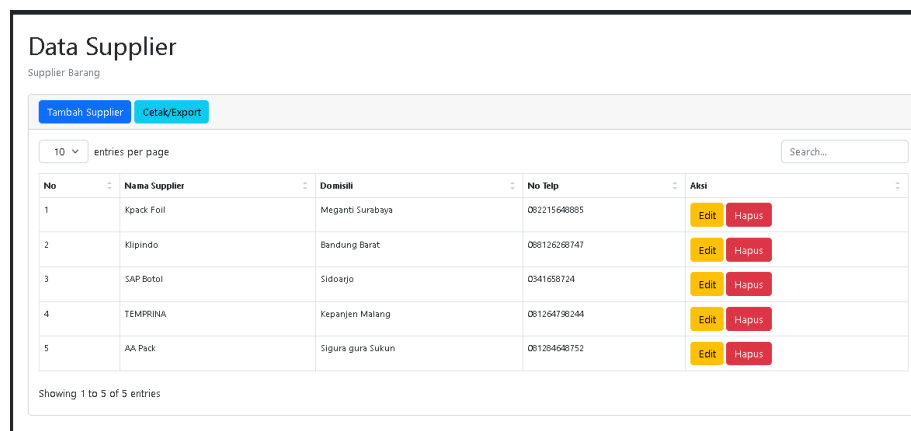 Data Supplier
Supplier Barang
Tambah Supplier Cetak/Export
10 entries per page Search...
No Nama Supplier Domisili No Telp Aksi
1 Kpack Foil Meganti Surabaya 082215648885 Edit Hapus
2 Klipindo Bandung Barat 088126268747 Edit Hapus
3 SAP Botol Sidoarjo 0341658724 Edit Hapus
4 TEMPRINA Kepanjen Malang 081264798244 Edit Hapus
5 AA Pack Sigura gura Sukun 081284648752 Edit Hapus
Showing 1 to 5 of 5 entries